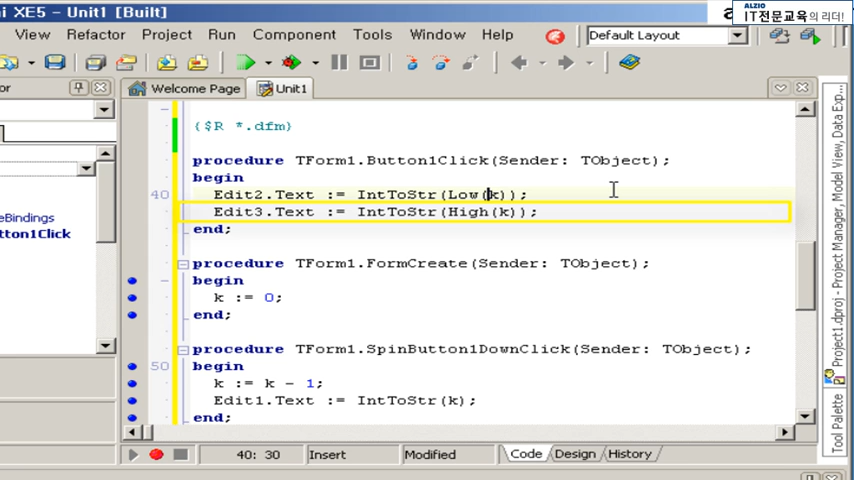 i XE5 - Unit1 [Built]
a
ALZIO
IT전문교육의 리더!
View Refactor Project Run Component Tools Window Help Default Layout
or
Welcome Page Unit1
{$R *.dfm}
procedure TForm1.Button1Click(Sender: TObject);
begin
40 Edit2.Text := IntToStr(Low(k));
Edit3.Text := IntToStr(High(k));
end;
procedure TForm1.FormCreate(Sender: TObject);
begin
k := 0;
end;
procedure TForm1.SpinButton1DownClick(Sender: TObject);
50 begin
k := k - 1;
Edit1.Text := IntToStr(k);
end;
eBindings
ton1Click
40: 30 Insert Modified Code Design History
Project1.dproj - Project Manager, Model View, Data Exp...
Tool Palette